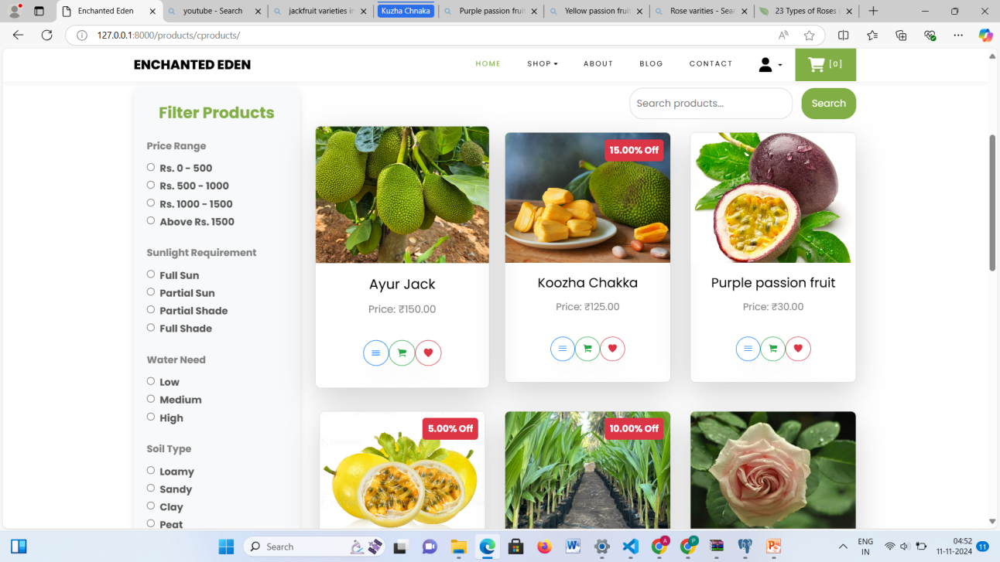 Enchanted Eden
youtube - Search
jackfruit varieties in
Kuzha Chnaka
Purple passion fruit
Yellow passion fruit
Rose varities - Sear
23 Types of Roses
127.0.0.1:8000/products/cproducts/
ENCHANTED EDEN
HOME
SHOP
ABOUT
BLOG
CONTACT
[0]
Search products...
Search
Filter Products
Price Range
Rs. 0 - 500
Rs. 500 - 1000
Rs. 1000 - 1500
Above Rs. 1500
Sunlight Requirement
Full Sun
Partial Sun
Partial Shade
Full Shade
Water Need
Low
Medium
High
Soil Type
Loamy
Sandy
Clay
Peat
Ayur Jack
Price: ₹150.00
15.00% Off
Koozha Chakka
Price: ₹125.00
Purple passion fruit
Price: ₹30.00
5.00% Off
10.00% Off
Search
ENG
IN
04:52
11-11-2024
11